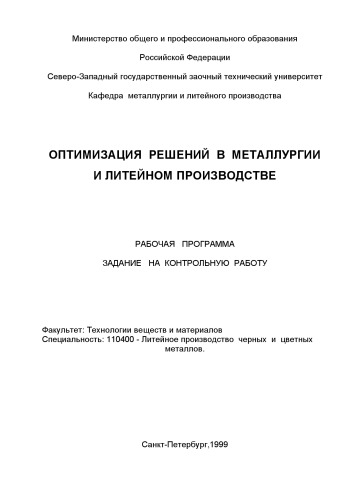 Министерство общего и профессионального образования
Российской Федерации
Северо-Западный государственный заочный технический университет
Кафедра металлургии и литейного производства
ОПТИМИЗАЦИЯ РЕШЕНИЙ В МЕТАЛЛУРГИИ
И ЛИТЕЙНОМ ПРОИЗВОДСТВЕ
РАБОЧАЯ ПРОГРАММА
ЗАДАНИЕ НА КОНТРОЛЬНУЮ РАБОТУ
Факультет: Технологии веществ и материалов
Специальность: 110400 - Литейное производство черных и цветных
металлов.
Санкт-Петербург,1999